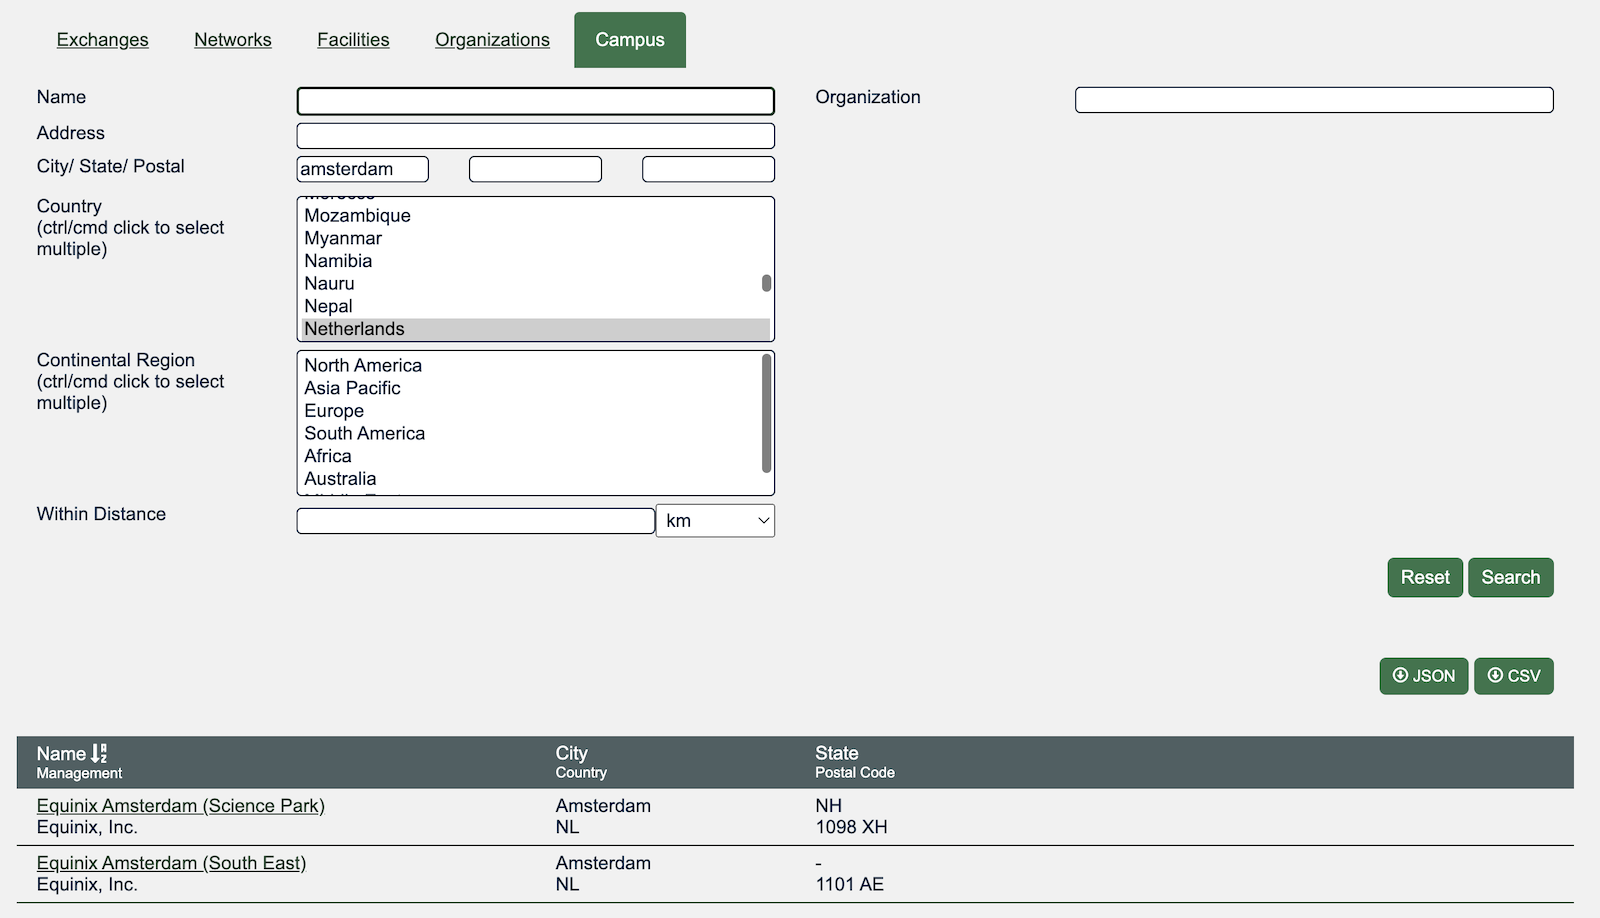 Exchanges Networks Facilities Organizations Campus
Name
Organization
Address
City/ State/ Postal
amsterdam
Country
(ctrl/cmd click to select
multiple)
Mozambique
Myanmar
Namibia
Nauru
Nepal
Netherlands
Continental Region
(ctrl/cmd click to select
multiple)
North America
Asia Pacific
Europe
South America
Africa
Australia
Within Distance
km
Reset Search
JSON CSV
Name City State
Management Country Postal Code
Equinix Amsterdam (Science Park) Amsterdam NH
Equinix, Inc. NL 1098 XH
Equinix Amsterdam (South East) Amsterdam -
Equinix, Inc. NL 1101 AE